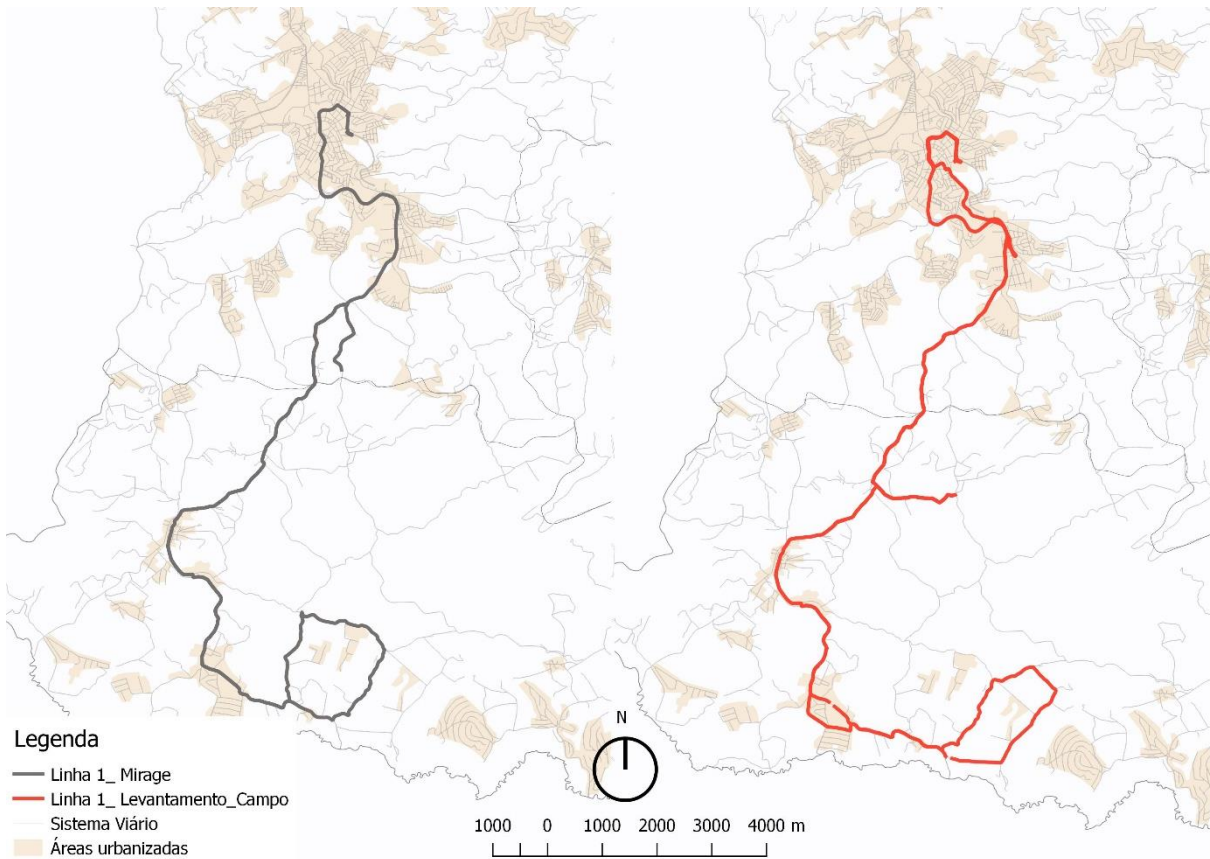 N
Legenda
Linha 1_ Mirage
Linha 1_ Levantamento_Campo
Sistema Viário
Áreas urbanizadas
1000 0 1000 2000 3000 4000 m